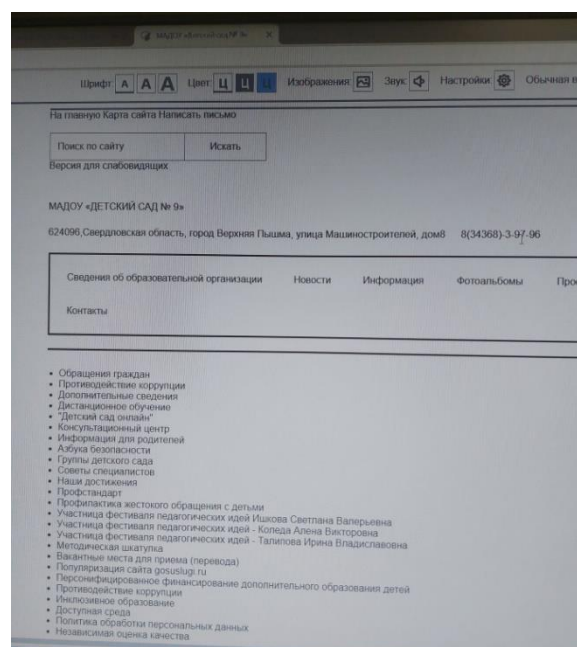 МАДОУ «Детский сад № 9»
Шрифт: А А А Цвет: Ц Ц Ц Изображения: Звук: Настройки: Обычная в
На главную Карта сайта Написать письмо
Поиск по сайту Искать
Версия для слабовидящих
МАДОУ «ДЕТСКИЙ САД № 9»
624096,Свердловская область, город Верхняя Пышма, улица Машиностроителей, дом8 8(34368)-3-97-96
Сведения об образовательной организации Новости Информация Фотоальбомы
Контакты
• Обращения граждан
• Противодействие коррупции
• Дополнительные сведения
• Дистанционное обучение
• "Детский сад онлайн"
• Консультационный центр
• Информация для родителей
• Азбука безопасности
• Группы детского сада
• Советы специалистов
• Наши достижения
• Профстандарт
• Профилактика жестокого обращения с детьми
• Участница фестиваля педагогических идей Ишкова Светлана Валерьевна
• Участница фестиваля педагогических идей - Коледа Алена Викторовна
• Участница фестиваля педагогических идей - Талипова Ирина Владиславовна
• Методическая шкатулка
• Вакантные места для приема (перевода)
• Популяризация сайта gosuslugi.ru
• Персонифицированное финансирование дополнительного образования детей
• Противодействие коррупции
• Инклюзивное образование
• Доступная среда
• Политика обработки персональных данных
• Независимая оценка качества